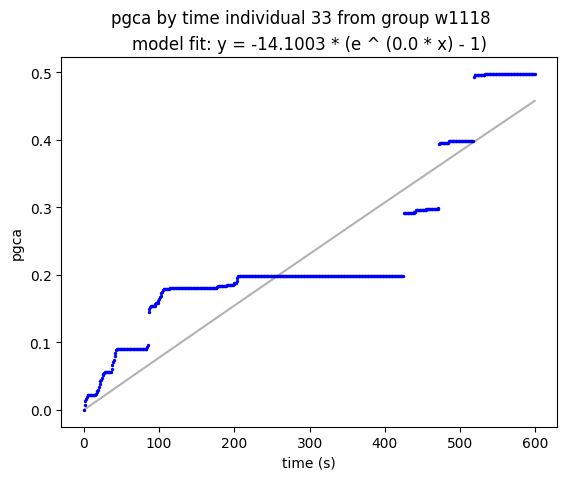 pgca by time individual 33 from group w1118
model fit: y = -14.1003 * (e ^ (0.0 * x) - 1)
0.5
0.4
0.3
0.2
0.1
0.0
pgca
0 100 200 300 400 500 600
time (s)